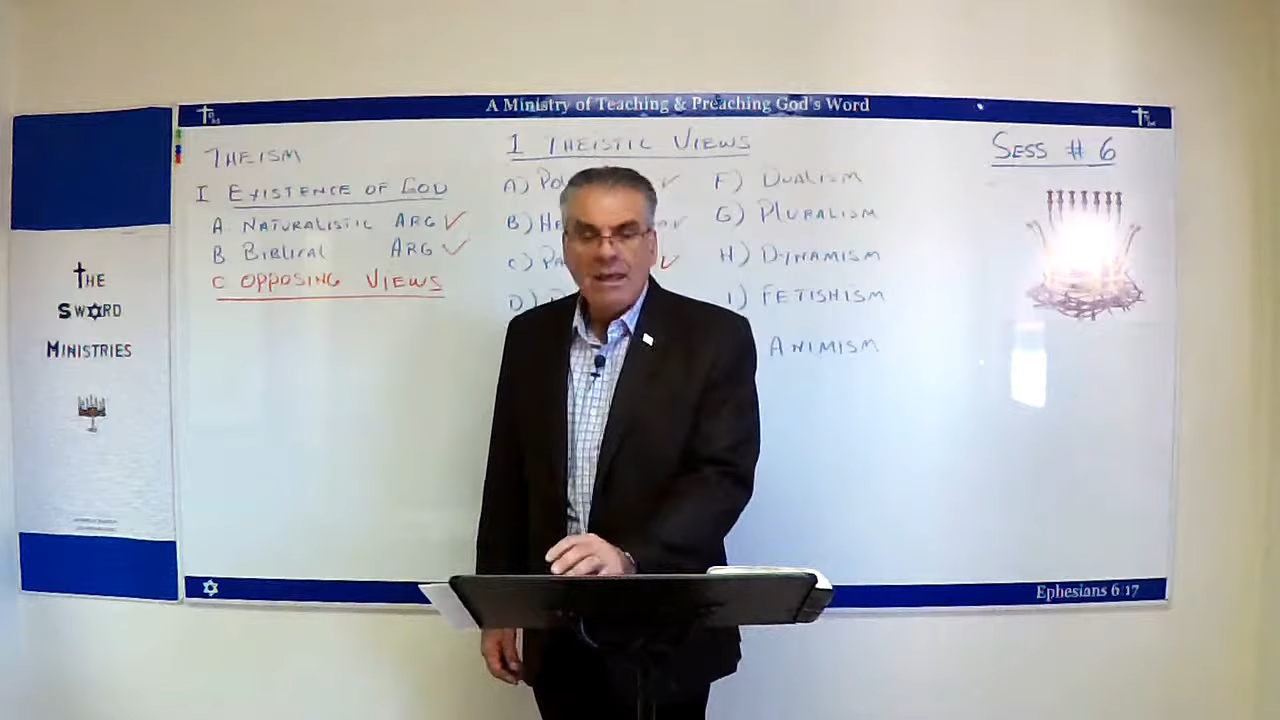 A Ministry of Teaching & Preaching God's Word
THEISM
I EXISTENCE OF GOD
A NATURALISTIC ARG ✓
B BIBLICAL ARG ✓
C OPPOSING VIEWS
I THEISTIC VIEWS
A)
B)
C)
D)
F) DUALISM
G) PLURALISM
H) DYNAMISM
I) FETISHISM
ANIMISM
SESS # 6
THE
SWORD
MINISTRIES
Ephesians 6:17